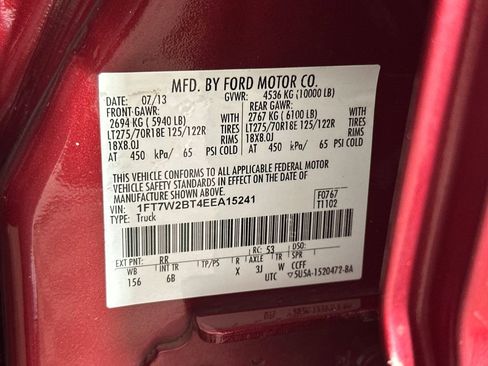 MFD. BY FORD MOTOR CO.
DATE: 07/13 GVWR: 4536 KG (10000 LB)
FRONT GAWR: REAR GAWR:
2694 KG ( 5940 LB) WITH 2767 KG ( 6100 LB) WITH
LT275/70R18E 125/122R TIRES LT275/70R18E 125/122R TIRES
18X8.0J RIMS 18X8.0J RIMS
AT 450 kPa/ 65 PSI COLD AT 450 kPa/ 65 PSI COLD
THIS VEHICLE CONFORMS TO ALL APPLICABLE FEDERAL MOTOR
VEHICLE SAFETY STANDARDS IN EFFECT ON THE DATE OF
MANUFACTURE SHOWN ABOVE.
VIN: 1FT7W2BT4EEA15241 F0767
TYPE: Truck T1102
EXT PNT: RR RC: 53 DSO:
WB INT TR TP/PS R AXLE TR SPR
156 6B X 3J W CCFF
UTC ▽5U5A-1520472-BA